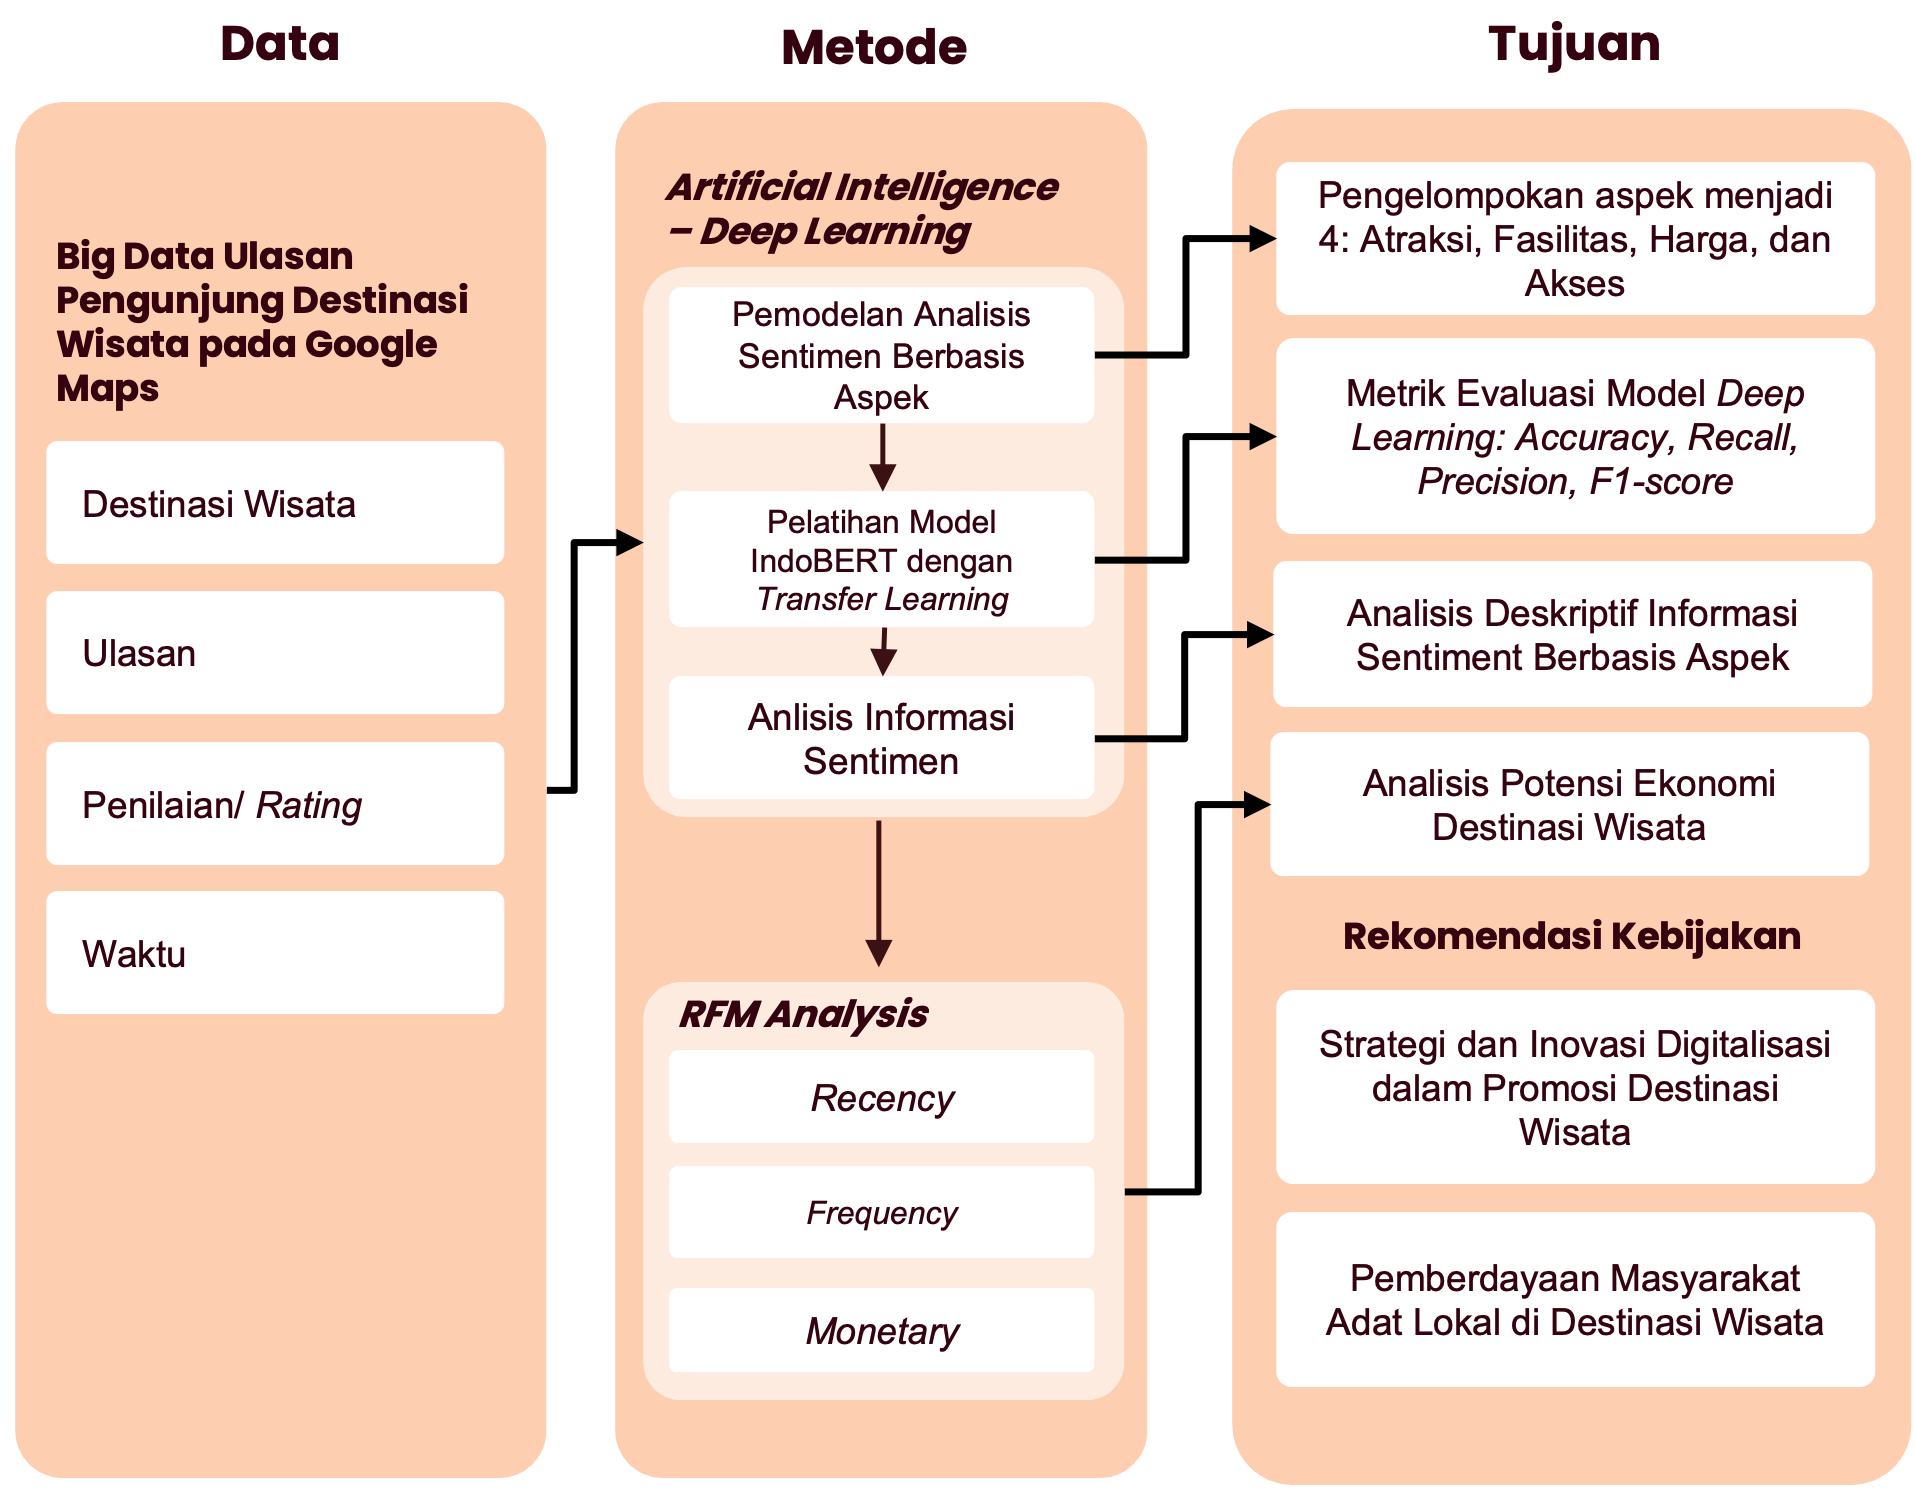 Data
Big Data Ulasan
Pengunjung Destinasi
Wisata pada Google
Maps
Destinasi Wisata
Ulasan
Penilaian/ Rating
Waktu
Metode
Artificial Intelligence
– Deep Learning
Pemodelan Analisis
Sentimen Berbasis
Aspek
Pelatihan Model
IndoBERT dengan
Transfer Learning
Anlisis Informasi
Sentimen
RFM Analysis
Recency
Frequency
Monetary
Tujuan
Pengelompokan aspek menjadi
4: Atraksi, Fasilitas, Harga, dan
Akses
Metrik Evaluasi Model Deep
Learning: Accuracy, Recall,
Precision, F1-score
Analisis Deskriptif Informasi
Sentiment Berbasis Aspek
Analisis Potensi Ekonomi
Destinasi Wisata
Rekomendasi Kebijakan
Strategi dan Inovasi Digitalisasi
dalam Promosi Destinasi
Wisata
Pemberdayaan Masyarakat
Adat Lokal di Destinasi Wisata